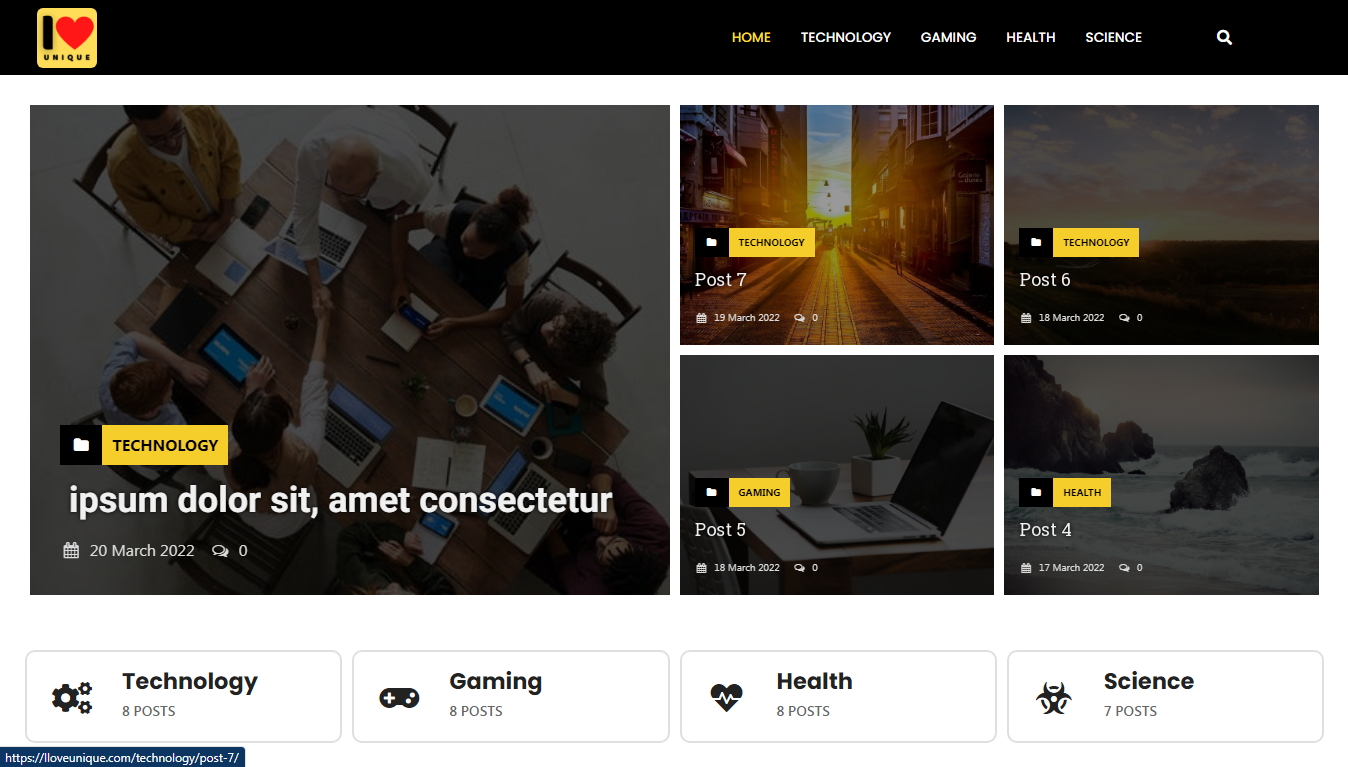 I
UNIQUE
HOME TECHNOLOGY GAMING HEALTH SCIENCE
TECHNOLOGY
ipsum dolor sit, amet consectetur
20 March 2022 0
TECHNOLOGY
Post 7
19 March 2022 0
TECHNOLOGY
Post 6
18 March 2022 0
GAMING
Post 5
18 March 2022 0
HEALTH
Post 4
17 March 2022 0
Technology
8 POSTS
Gaming
8 POSTS
Health
8 POSTS
Science
7 POSTS
https://lloveunique.com/technology/post-7/